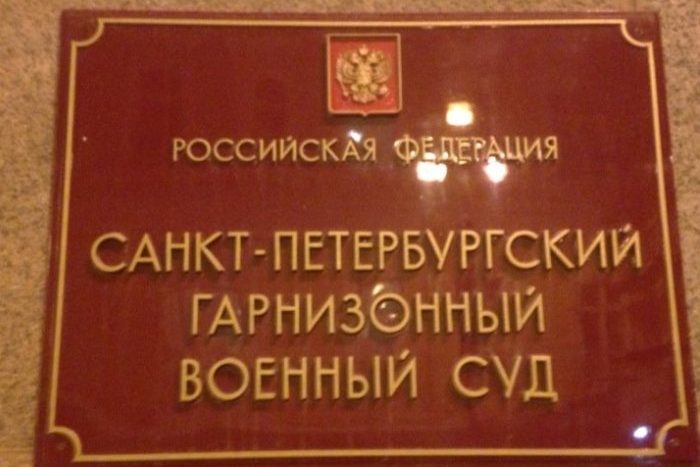 РОССИЙСКАЯ ФЕДЕРАЦИЯ
САНКТ-ПЕТЕРБУРГСКИЙ
ГАРНИЗОННЫЙ
ВОЕННЫЙ СУД